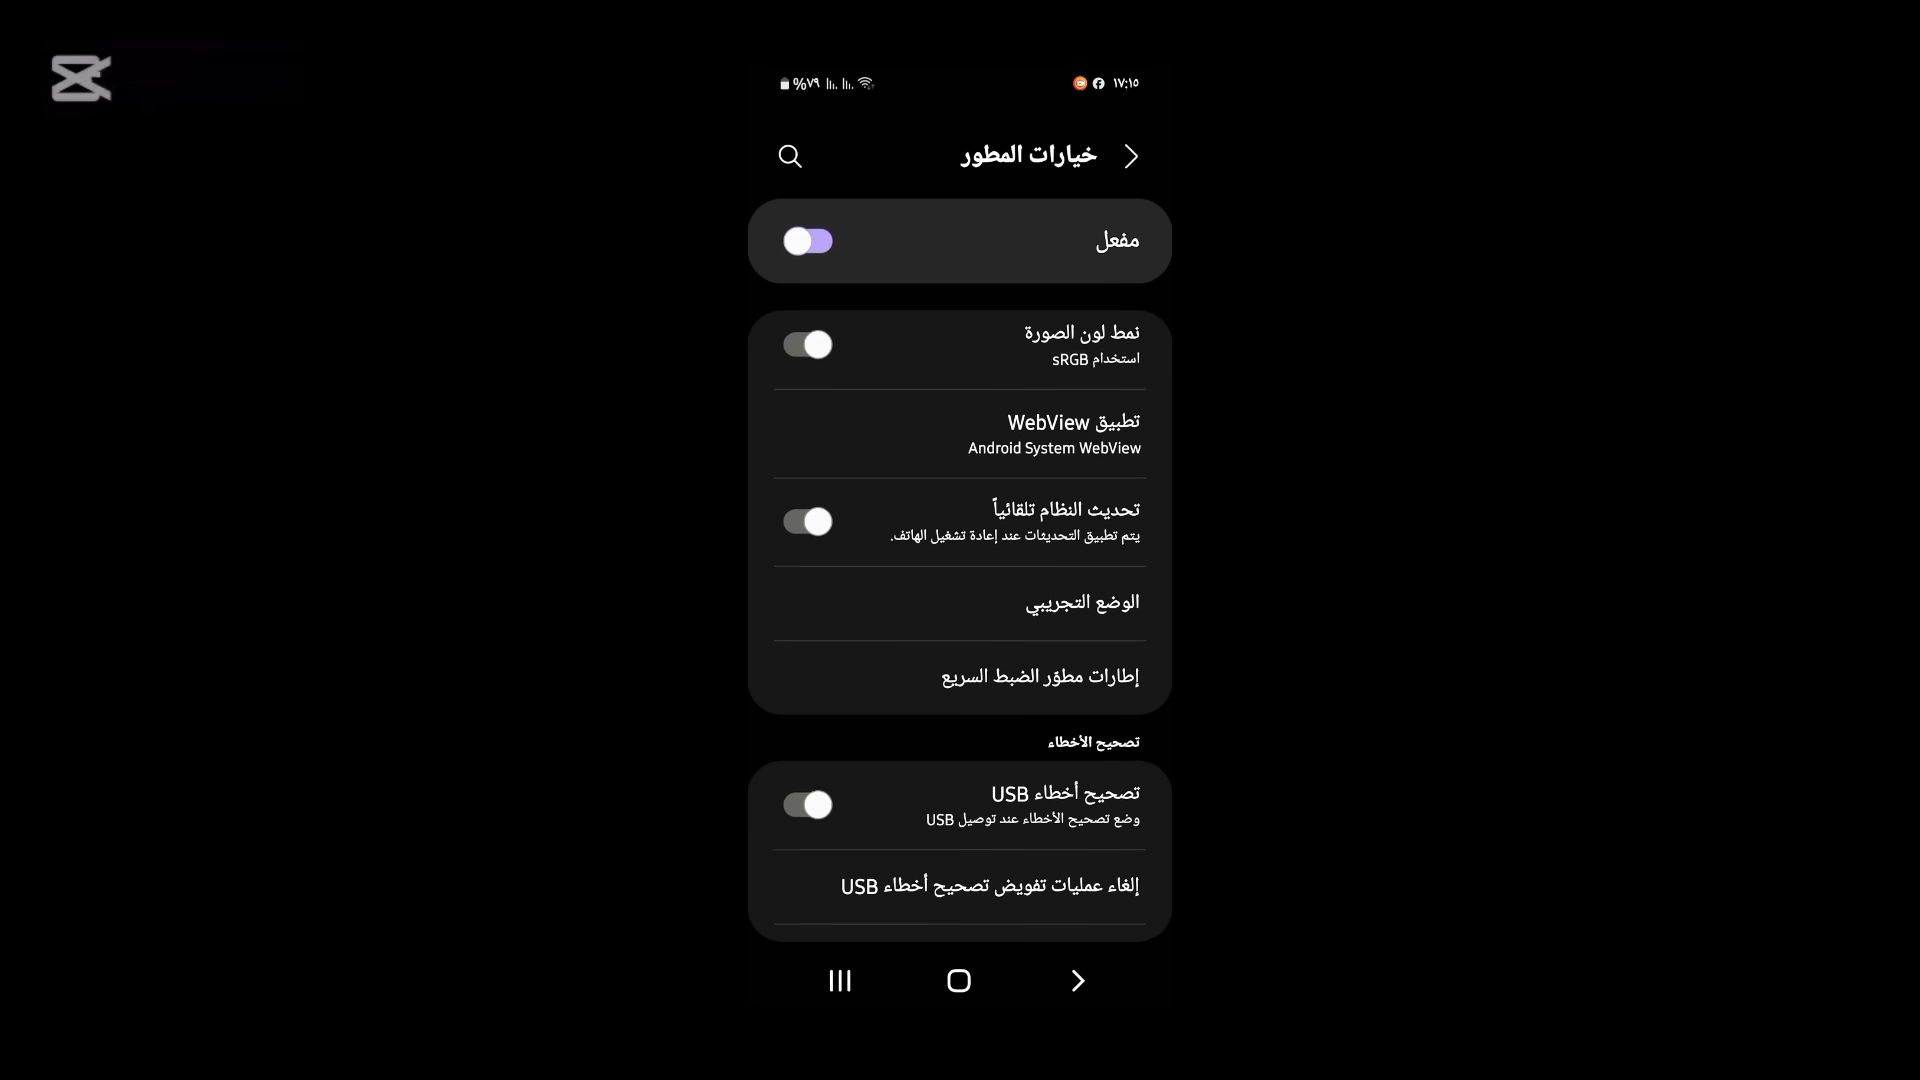 ١٧:١٥ %٧٩
خيارات المطور
مفعل
نمط لون الصورة
استخدام sRGB
تطبيق WebView
Android System WebView
تحديث النظام تلقائياً
يتم تطبيق التحديثات عند إعادة تشغيل الهاتف.
الوضع التجريبي
إطارات مطوّر الضبط السريع
تصحيح الأخطاء
تصحيح أخطاء USB
وضع تصحيح الأخطاء عند توصيل USB
إلغاء عمليات تفويض تصحيح أخطاء USB